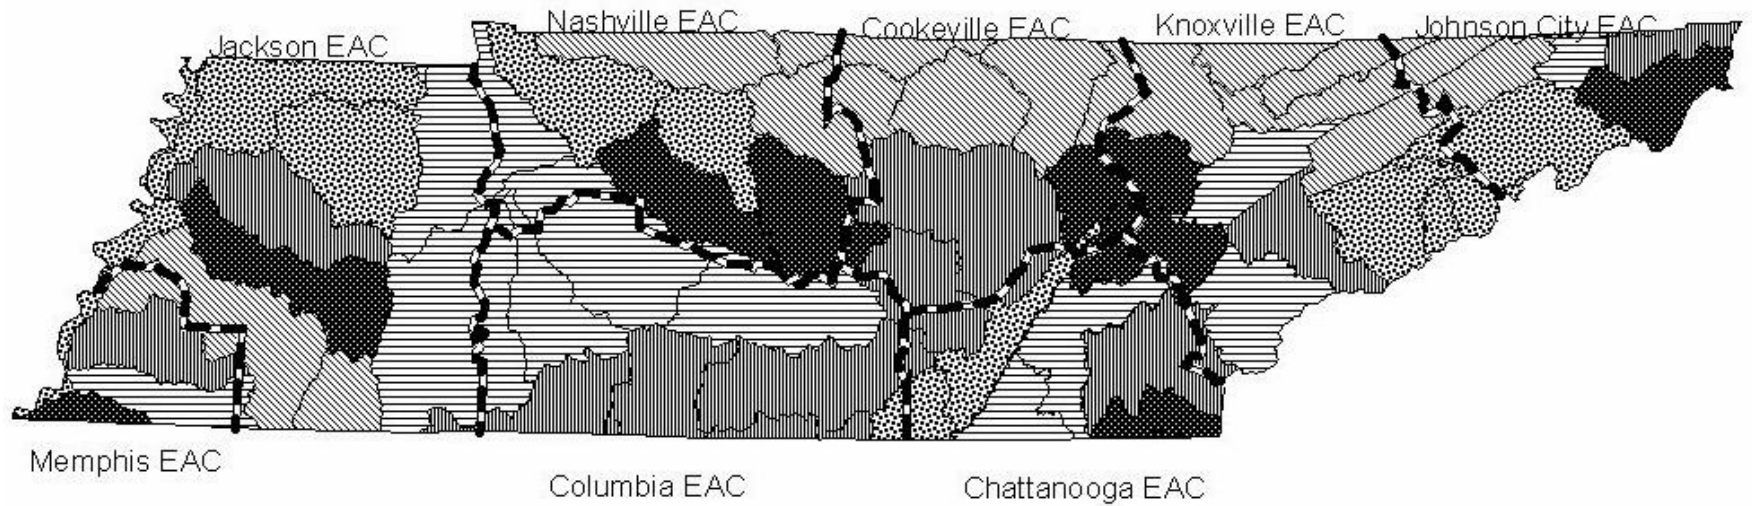 Jackson EAC
Nashville EAC
Cookeville EAC
Knoxville EAC
Johnson City EAC
Memphis EAC
Columbia EAC
Chattanooga EAC